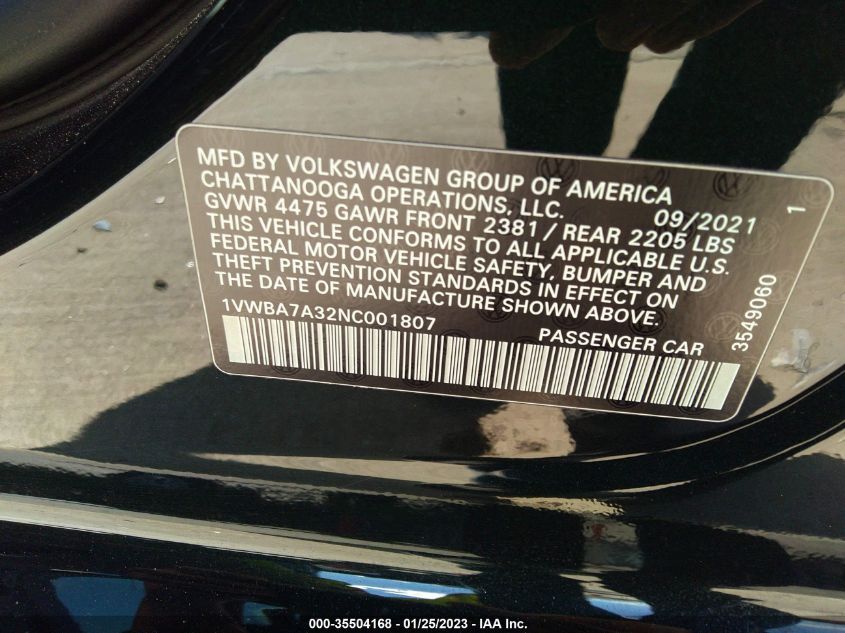 MFD BY VOLKSWAGEN GROUP OF AMERICA
CHATTANOOGA OPERATIONS, LLC. 09/2021 1
GVWR 4475 GAWR FRONT 2381 / REAR 2205 LBS
THIS VEHICLE CONFORMS TO ALL APPLICABLE U.S.
FEDERAL MOTOR VEHICLE SAFETY, BUMPER AND
THEFT PREVENTION STANDARDS IN EFFECT ON
THE DATE OF MANUFACTURE SHOWN ABOVE.
1VWBA7A32NC001807 PASSENGER CAR
3549060
000-35504168 - 01/25/2023 - IAA Inc.